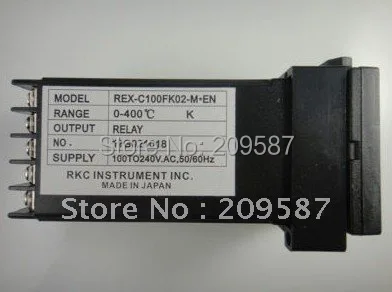 MODEL REX-C100FK02-M*EN
RANGE 0-400℃ K
OUTPUT RELAY
NO.
Store No.: 209587
SUPPLY 100TO240V.AC,50/60Hz
RKC INSTRUMENT INC.
MADE IN JAPAN
Store No : 209587